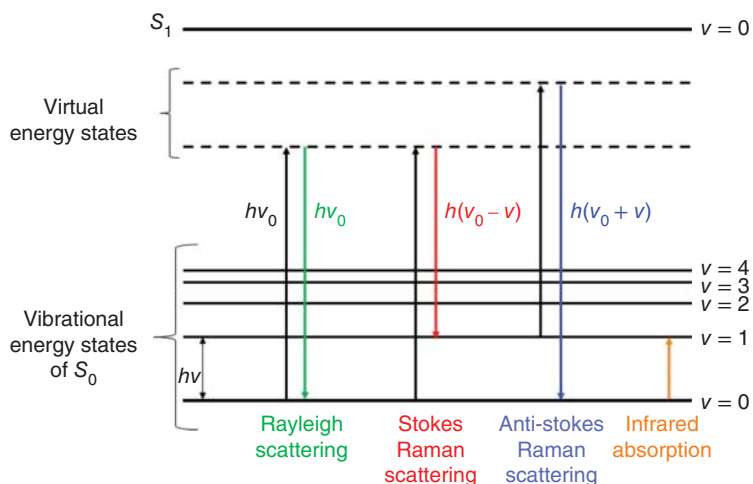 S₁
v = 0
Virtual
energy states
hv₀
hv₀
h(v₀ – v)
h(v₀ + v)
v = 4
v = 3
v = 2
v = 1
v = 0
Vibrational
energy states
of S₀
hv
Rayleigh
scattering
Stokes
Raman
scattering
Anti-stokes
Raman
scattering
Infrared
absorption